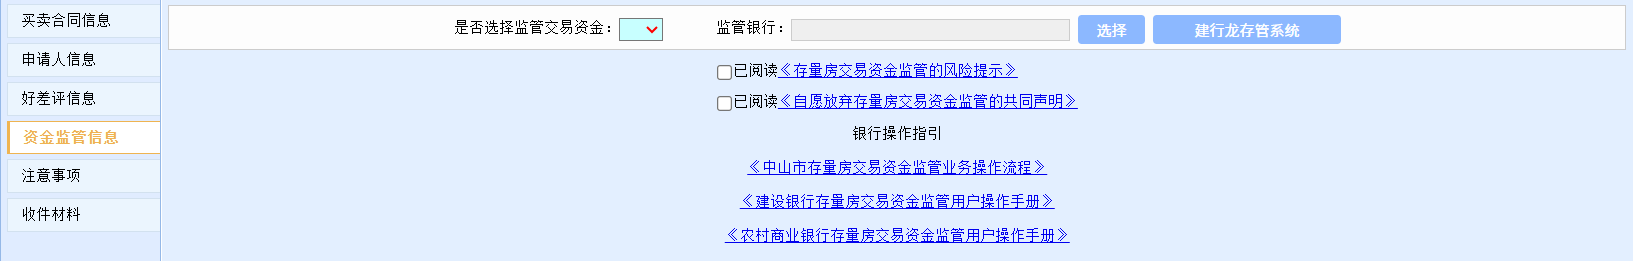 买卖合同信息
申请人信息
好差评信息
资金监管信息
注意事项
收件材料
是否选择监管交易资金： 监管银行： 选择 建行龙存管系统
已阅读《存量房交易资金监管的风险提示》
已阅读《自愿放弃存量房交易资金监管的共同声明》
银行操作指引
《中山市存量房交易资金监管业务操作流程》
《建设银行存量房交易资金监管用户操作手册》
《农村商业银行存量房交易资金监管用户操作手册》